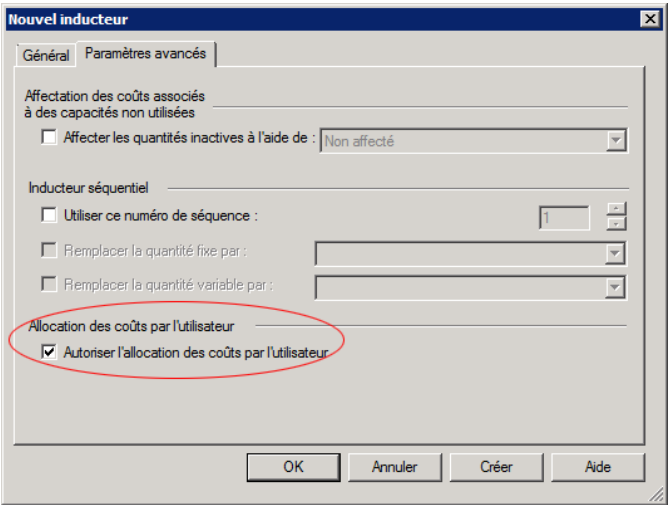 Nouvel inducteur
Général
Paramètres avancés
Affectation des coûts associés
à des capacités non utilisées
Affecter les quantités inactives à l'aide de :
Non affecté
Inducteur séquentiel
Utiliser ce numéro de séquence :
1
Remplacer la quantité fixe par :
Remplacer la quantité variable par :
Allocation des coûts par l'utilisateur
Autoriser l'allocation des coûts par l'utilisateur
OK
Annuler
Créer
Aide